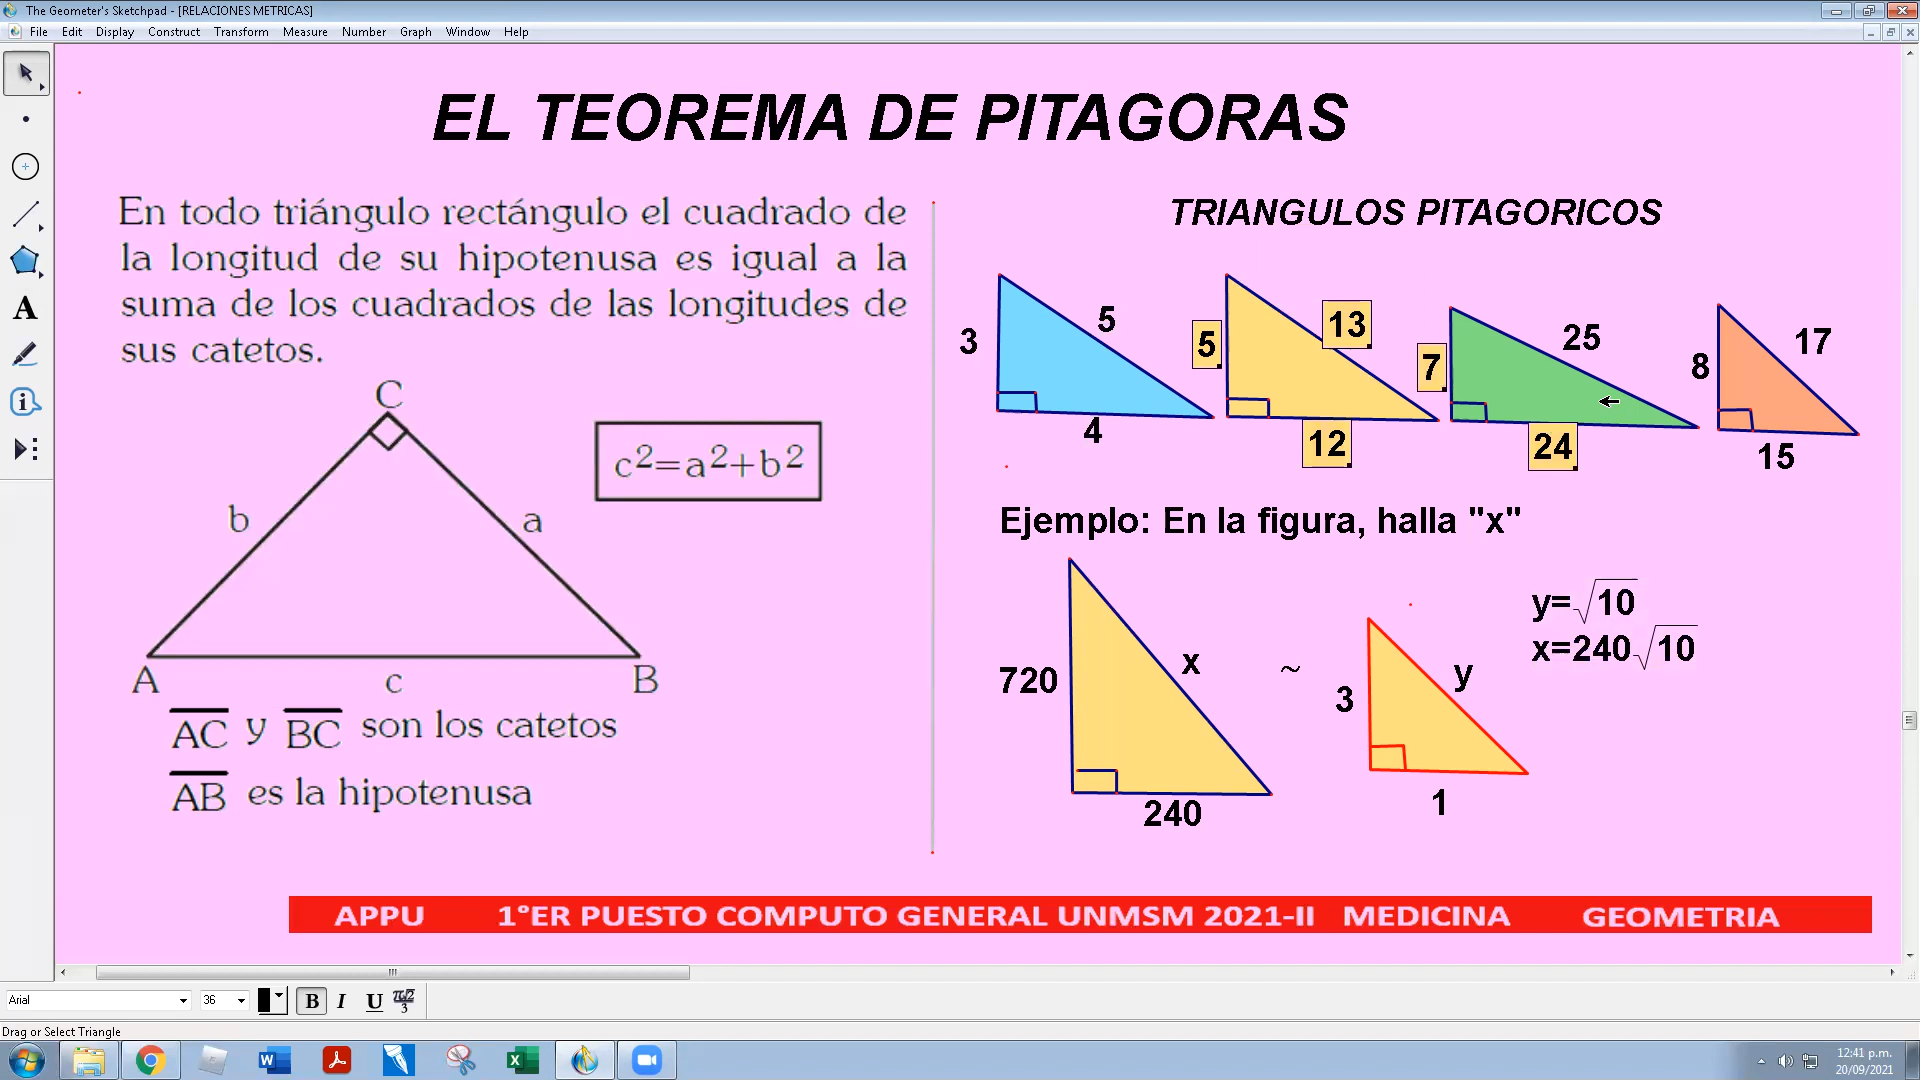 The Geometer's Sketchpad - [RELACIONES METRICAS]
File Edit Display Construct Transform Measure Number Graph Window Help
EL TEOREMA DE PITAGORAS
En todo triángulo rectángulo el cuadrado de
la longitud de su hipotenusa es igual a la
suma de los cuadrados de las longitudes de
sus catetos.
C
b
a
c²=a²+b²
A
c
B
AC y BC son los catetos
AB es la hipotenusa
TRIANGULOS PITAGORICOS
3
5
4
5
13
12
7
25
24
8
17
15
Ejemplo: En la figura, halla "x"
720
x
240
~
3
y
1
y=√10
x=240√10
APPU 1°ER PUESTO COMPUTO GENERAL UNMSM 2021-II MEDICINA GEOMETRIA
Arial 36 B I U
Drag or Select Triangle
12:41 p.m.
20/09/2021